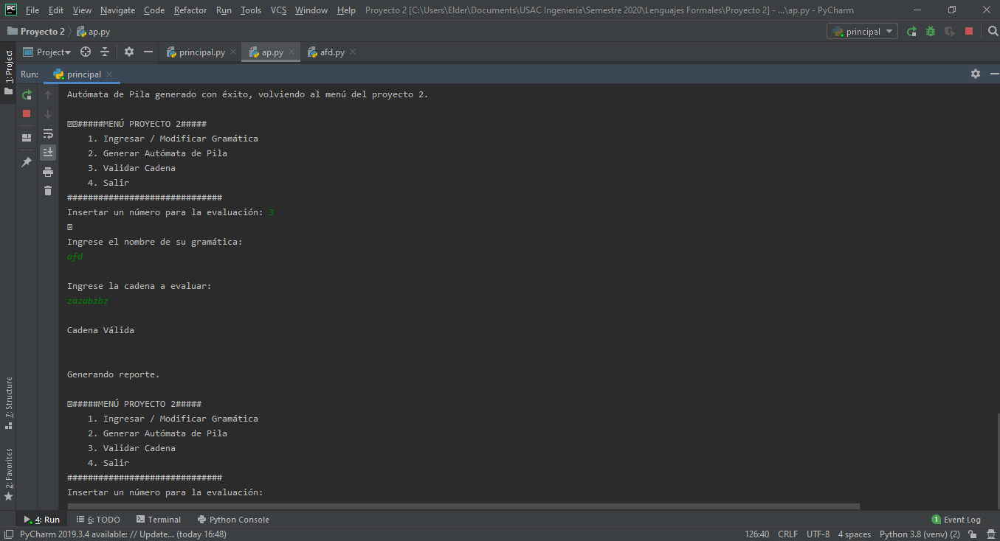 File Edit View Navigate Code Refactor Run Tools VCS Window Help Proyecto 2 [C:\Users\Elder\Documents\USAC Ingeniería\Semestre 2020\Lenguajes Formales\Proyecto 2] - ...\ap.py - PyCharm
Proyecto 2 ap.py principal
Project principal.py ap.py afd.py
1: Project
Run: principal
Autómata de Pila generado con éxito, volviendo al menú del proyecto 2.
#####MENÚ PROYECTO 2#####
1. Ingresar / Modificar Gramática
2. Generar Autómata de Pila
3. Validar Cadena
4. Salir
##############################
Insertar un número para la evaluación: 3
Ingrese el nombre de su gramática:
afd
Ingrese la cadena a evaluar:
zazabzbz
Cadena Válida
Generando reporte.
#####MENÚ PROYECTO 2#####
1. Ingresar / Modificar Gramática
2. Generar Autómata de Pila
3. Validar Cadena
4. Salir
##############################
Insertar un número para la evaluación:
7: Structure
2: Favorites
4: Run 6: TODO Terminal Python Console 1 Event Log
PyCharm 2019.3.4 available: // Update... (today 16:48) 126:40 CRLF UTF-8 4 spaces Python 3.8 (venv) (2)